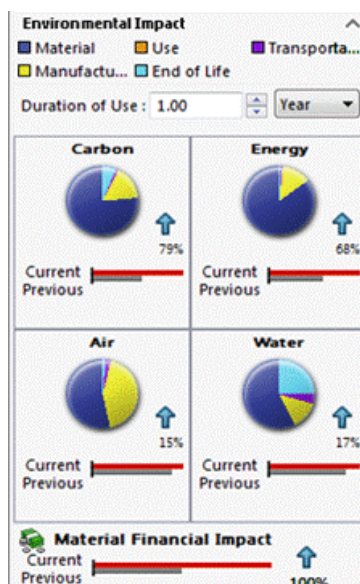 Environmental Impact
Material Use Transporta...
Manufactu... End of Life
Duration of Use : 1.00 Year
Carbon Energy
79% 68%
Current Current
Previous Previous
Air Water
15% 17%
Current Current
Previous Previous
Material Financial Impact
Current
Previous 100%